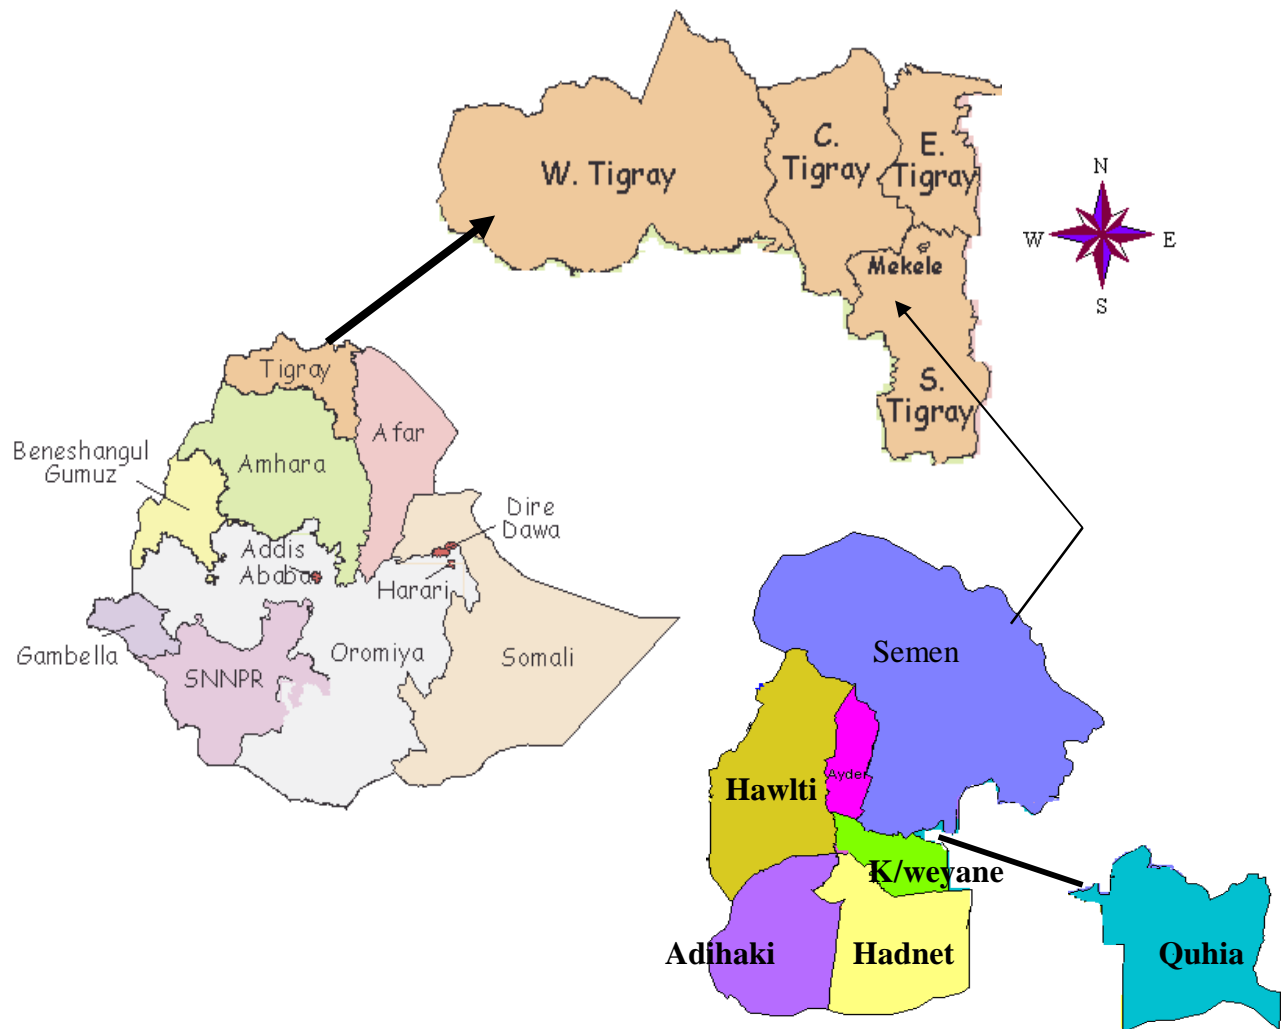 C.
Tigray
E.
Tigray
W. Tigray
N
W
E
S
Mekele
S.
Tigray
Tigray
Afar
Beneshangul
Gumuz
Amhara
Dire
Dawa
Addis
Ababa
Harari
Gambella
Oromiya
Somali
SNNPR
Semen
Ayder
Hawlti
K/weyane
Adihaki
Hadnet
Quhia